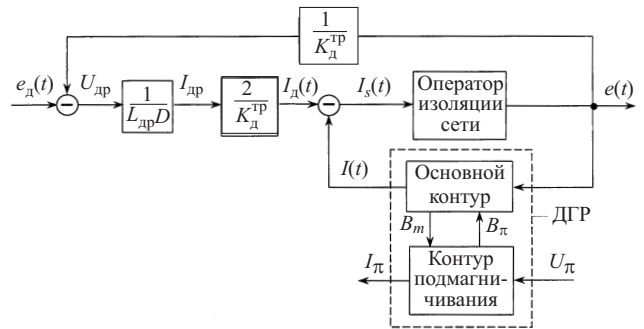 1
K_д^тр
e_д(t)
U_др
1
L_др D
I_др
2
K_д^тр
I_д(t)
I_s(t)
Оператор
изоляции
сети
e(t)
I(t)
Основной
контур
ДГР
B_m
B_п
I_п
Контур
подмагни-
чивания
U_п